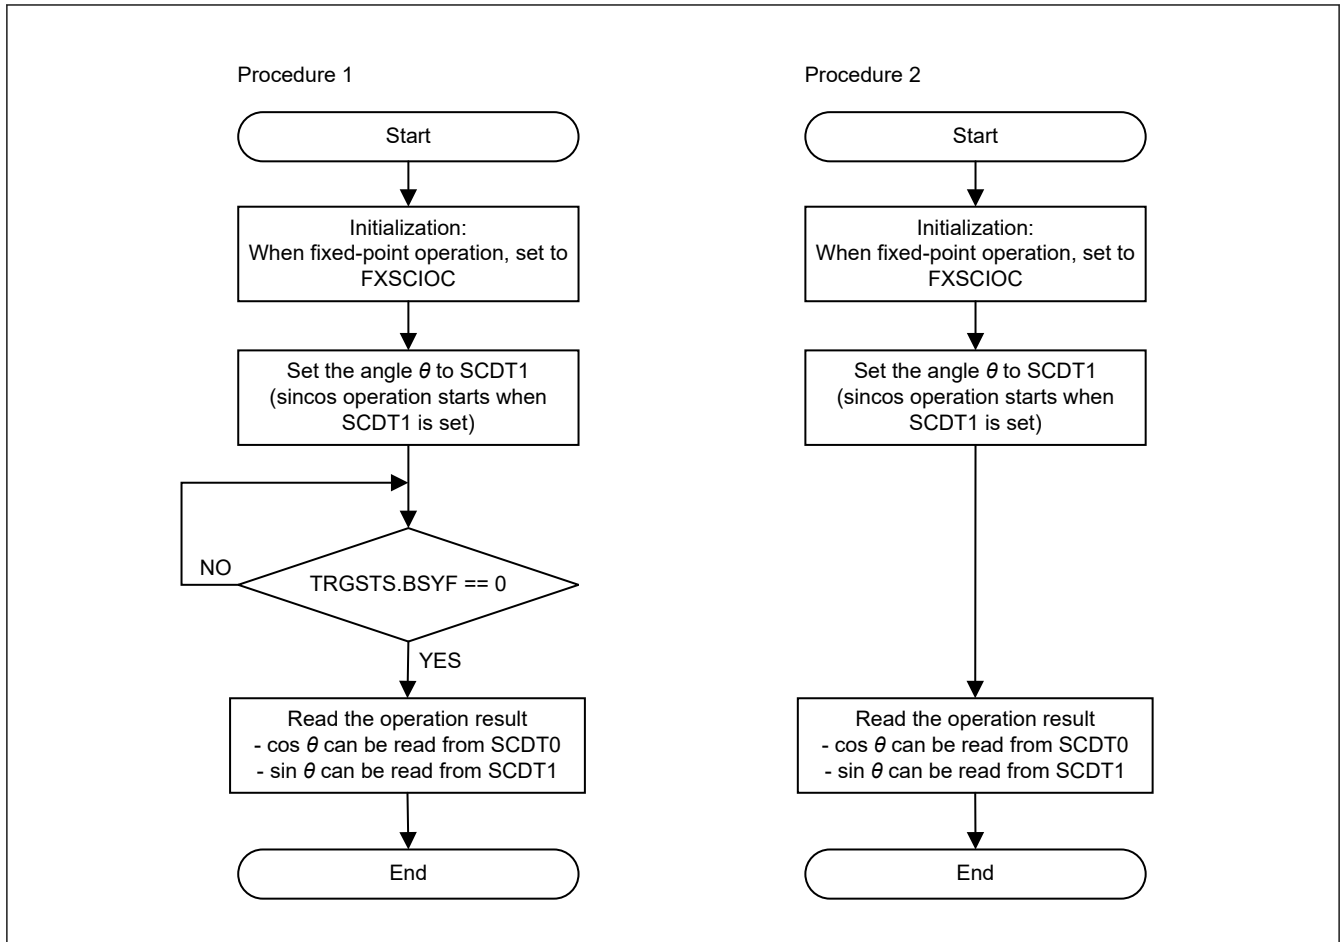 Procedure 1
Start
Initialization:
When fixed-point operation, set to
FXSCIOC
Set the angle θ to SCDT1
(sincos operation starts when
SCDT1 is set)
NO
TRGSTS.BSYF == 0
YES
Read the operation result
- cos θ can be read from SCDT0
- sin θ can be read from SCDT1
End
Procedure 2
Start
Initialization:
When fixed-point operation, set to
FXSCIOC
Set the angle θ to SCDT1
(sincos operation starts when
SCDT1 is set)
Read the operation result
- cos θ can be read from SCDT0
- sin θ can be read from SCDT1
End